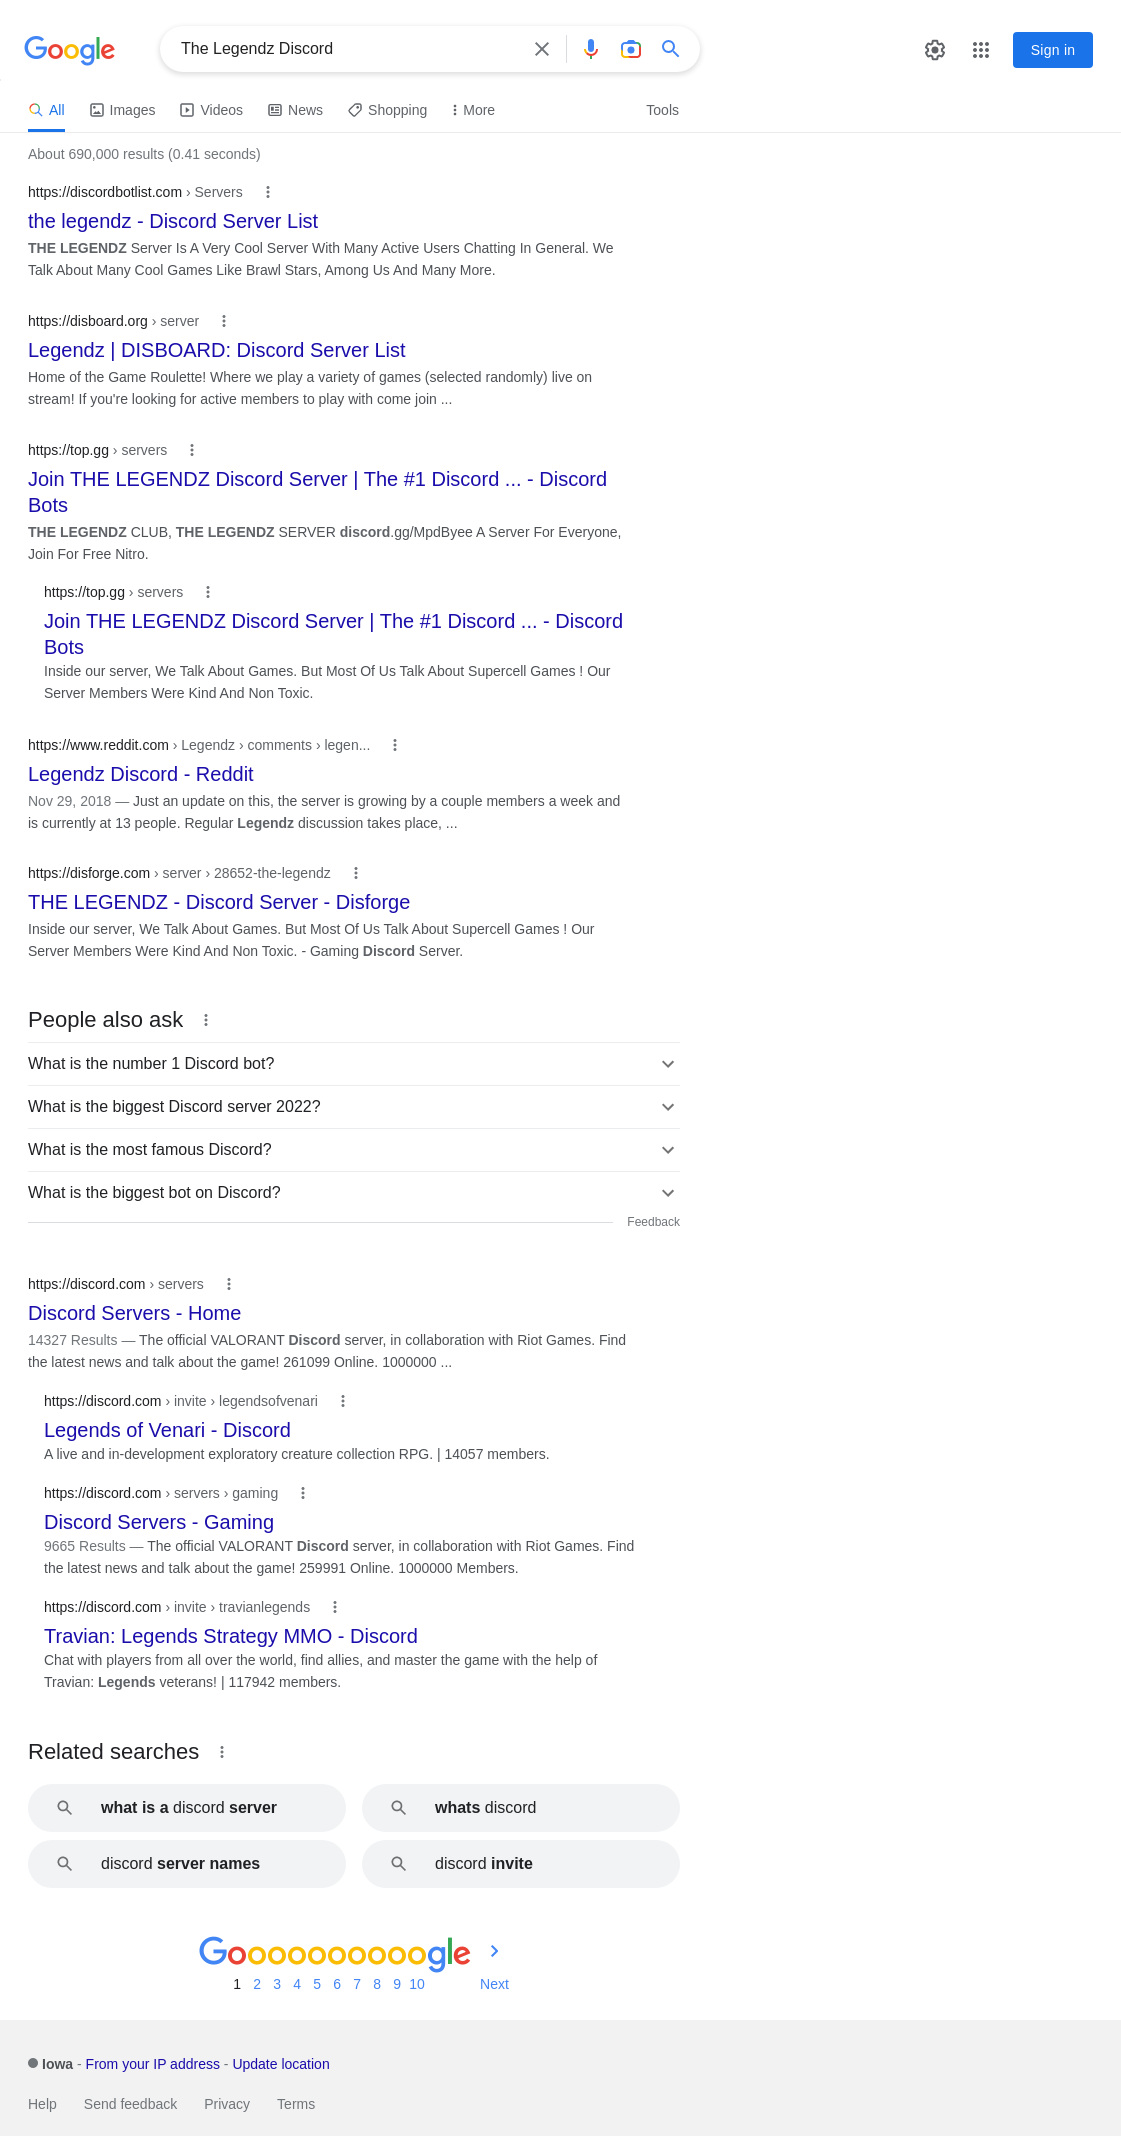 Google
The Legendz Discord
Sign in
All
Images
Videos
News
Shopping
More
Tools
About 690,000 results (0.41 seconds)
https://discordbotlist.com › Servers
the legendz - Discord Server List
THE LEGENDZ Server Is A Very Cool Server With Many Active Users Chatting In General. We
Talk About Many Cool Games Like Brawl Stars, Among Us And Many More.
https://disboard.org › server
Legendz | DISBOARD: Discord Server List
Home of the Game Roulette! Where we play a variety of games (selected randomly) live on
stream! If you're looking for active members to play with come join ...
https://top.gg › servers
Join THE LEGENDZ Discord Server | The #1 Discord ... - Discord
Bots
THE LEGENDZ CLUB, THE LEGENDZ SERVER discord.gg/MpdByee A Server For Everyone,
Join For Free Nitro.
https://top.gg › servers
Join THE LEGENDZ Discord Server | The #1 Discord ... - Discord
Bots
Inside our server, We Talk About Games. But Most Of Us Talk About Supercell Games ! Our
Server Members Were Kind And Non Toxic.
https://www.reddit.com › Legendz › comments › legen...
Legendz Discord - Reddit
Nov 29, 2018 — Just an update on this, the server is growing by a couple members a week and
is currently at 13 people. Regular Legendz discussion takes place, ...
https://disforge.com › server › 28652-the-legendz
THE LEGENDZ - Discord Server - Disforge
Inside our server, We Talk About Games. But Most Of Us Talk About Supercell Games ! Our
Server Members Were Kind And Non Toxic. - Gaming Discord Server.
People also ask
What is the number 1 Discord bot?
What is the biggest Discord server 2022?
What is the most famous Discord?
What is the biggest bot on Discord?
Feedback
https://discord.com › servers
Discord Servers - Home
14327 Results — The official VALORANT Discord server, in collaboration with Riot Games. Find
the latest news and talk about the game! 261099 Online. 1000000 ...
https://discord.com › invite › legendsofvenari
Legends of Venari - Discord
A live and in-development exploratory creature collection RPG. | 14057 members.
https://discord.com › servers › gaming
Discord Servers - Gaming
9665 Results — The official VALORANT Discord server, in collaboration with Riot Games. Find
the latest news and talk about the game! 259991 Online. 1000000 Members.
https://discord.com › invite › travianlegends
Travian: Legends Strategy MMO - Discord
Chat with players from all over the world, find allies, and master the game with the help of
Travian: Legends veterans! | 117942 members.
Related searches
what is a discord server
whats discord
discord server names
discord invite
Goooooooooogle
1 2 3 4 5 6 7 8 9 10 Next
Iowa - From your IP address - Update location
Help Send feedback Privacy Terms